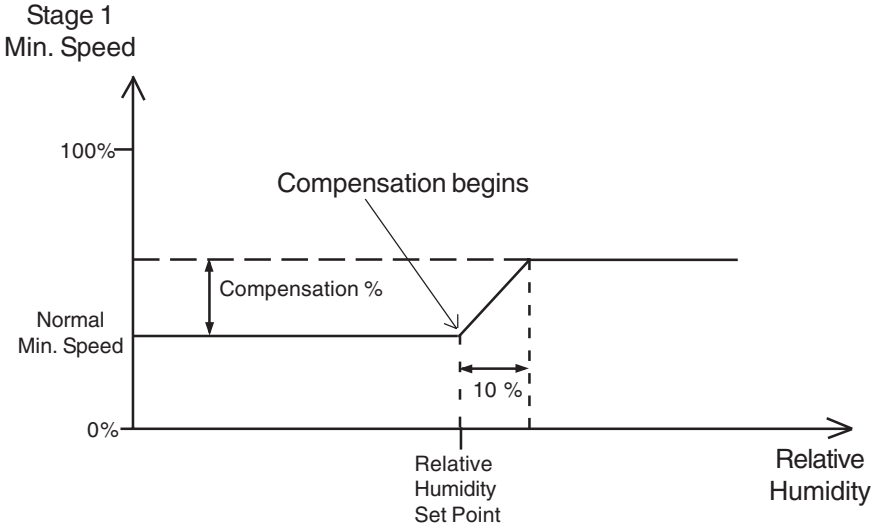 Stage 1
Min. Speed
100%
Compensation begins
Compensation %
Normal
Min. Speed
10 %
0%
Relative
Humidity
Set Point
Relative
Humidity